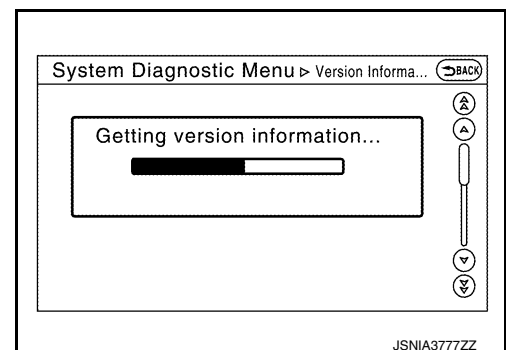 System Diagnostic Menu ▷ Version Informa... BACK
Getting version information...
JSNIA3777ZZ